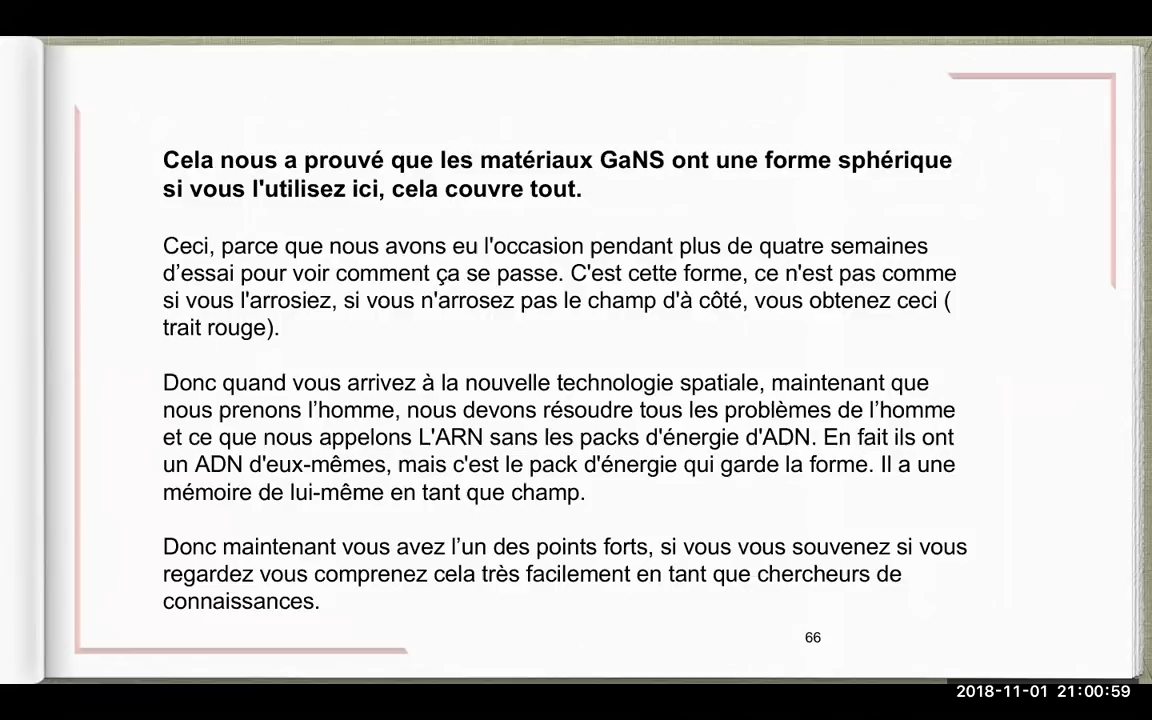 Cela nous a prouvé que les matériaux GaNS ont une forme sphérique
si vous l'utilisez ici, cela couvre tout.
Ceci, parce que nous avons eu l'occasion pendant plus de quatre semaines
d’essai pour voir comment ça se passe. C'est cette forme, ce n'est pas comme
si vous l'arrosiez, si vous n'arrosez pas le champ d'à côté, vous obtenez ceci (
trait rouge).
Donc quand vous arrivez à la nouvelle technologie spatiale, maintenant que
nous prenons l’homme, nous devons résoudre tous les problèmes de l’homme
et ce que nous appelons L'ARN sans les packs d'énergie d'ADN. En fait ils ont
un ADN d'eux-mêmes, mais c'est le pack d'énergie qui garde la forme. Il a une
mémoire de lui-même en tant que champ.
Donc maintenant vous avez l’un des points forts, si vous vous souvenez si vous
regardez vous comprenez cela très facilement en tant que chercheurs de
connaissances.
66
2018-11-01 21:00:59